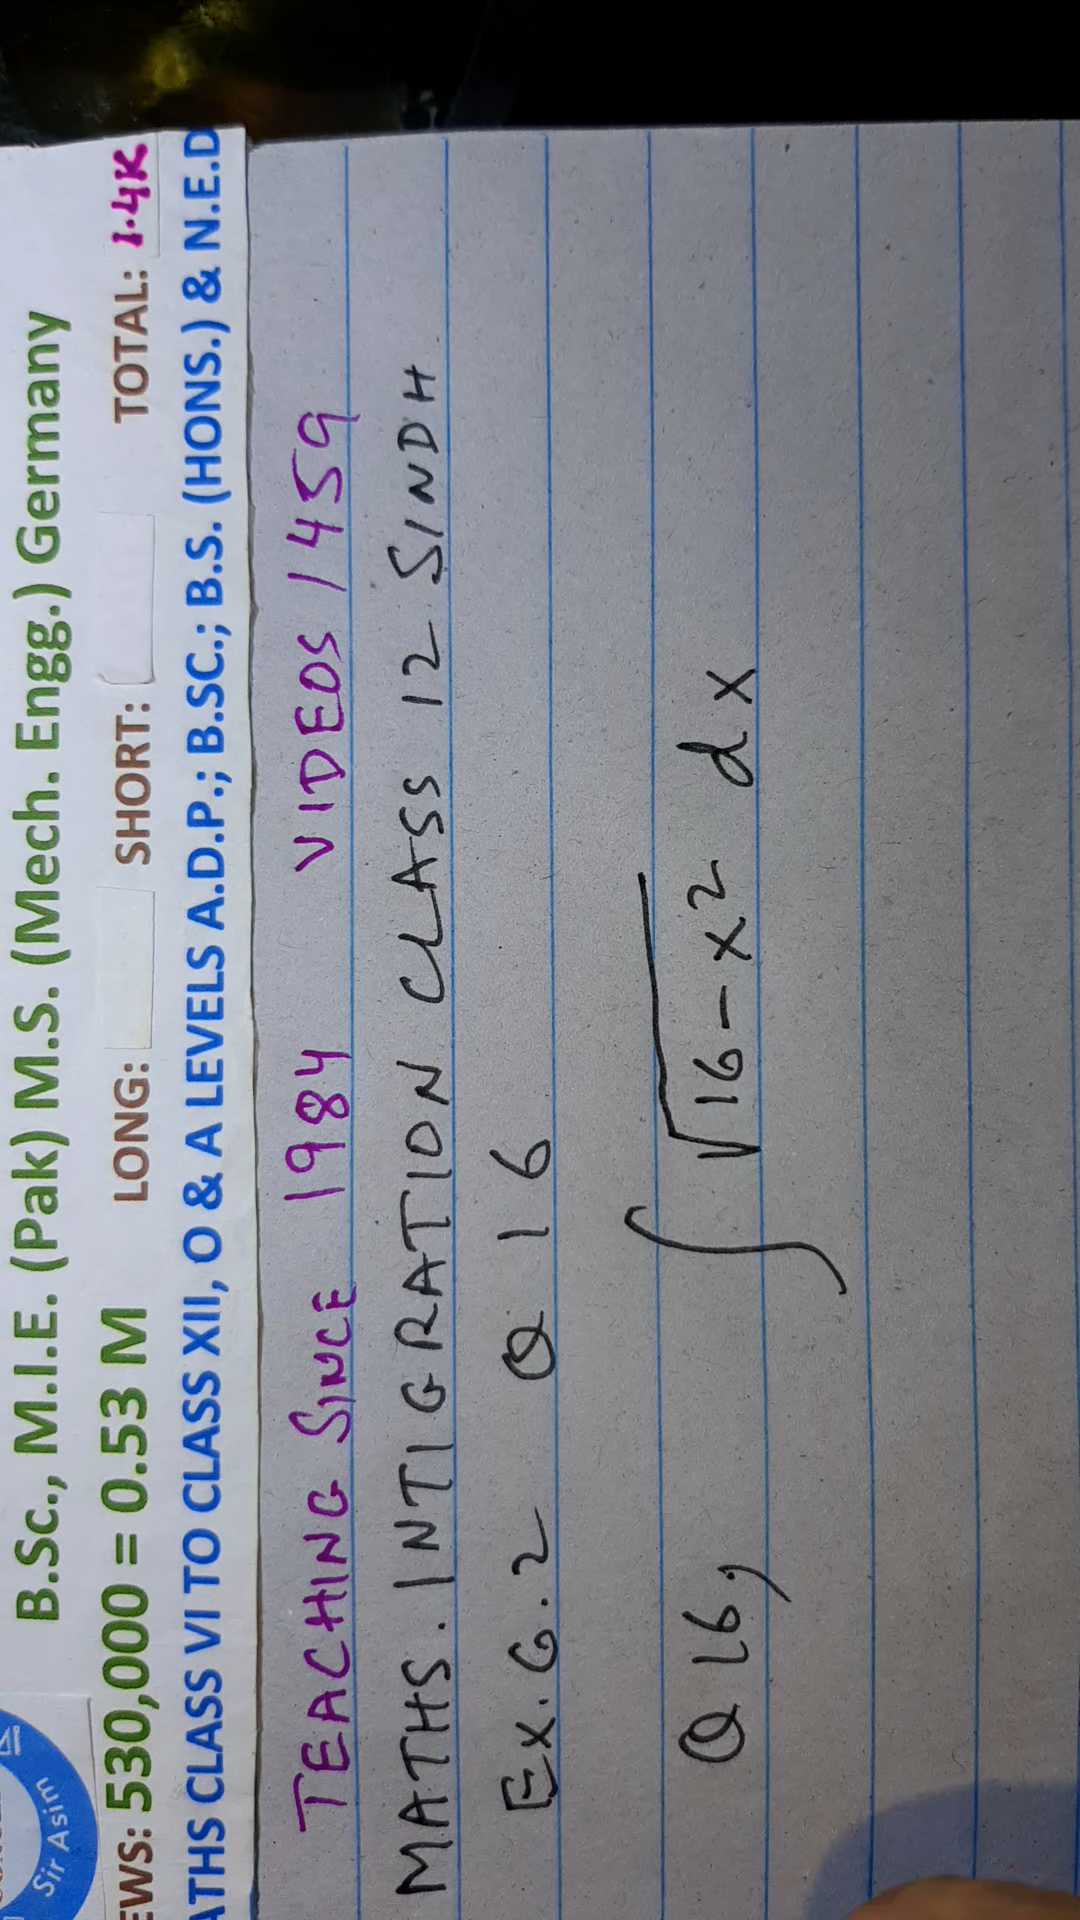 B.Sc., M.I.E. (Pak) M.S. (Mech. Engg.) Germany
EWS: 530,000 = 0.53 M LONG: SHORT: TOTAL: 1.4K
ATHS CLASS VI TO CLASS XII, O & A LEVELS A.D.P.; B.SC.; B.S. (HONS.) & N.E.D
Sir Asim
TEACHING SINCE 1984 VIDEOS 1459
MATHS. INTIGRATION CLASS 12 SINDH
EX. 6.2 Q 16
Q 16, ∫ √16-x² dx